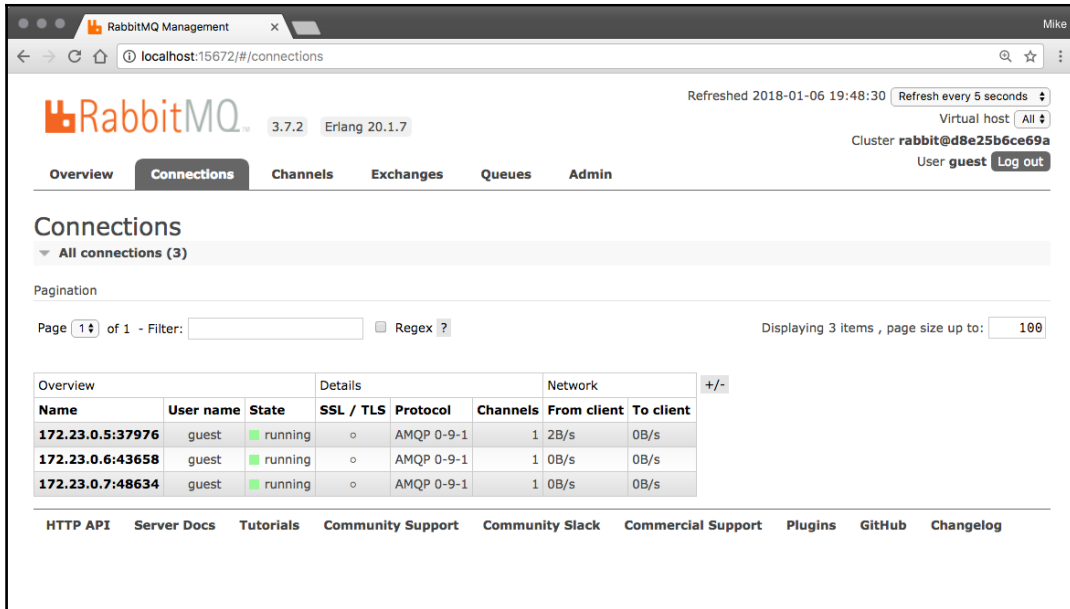 RabbitMQ Management
Mike
localhost:15672/#/connections
RabbitMQ 3.7.2 Erlang 20.1.7
Refreshed 2018-01-06 19:48:30 Refresh every 5 seconds
Virtual host All
Cluster rabbit@d8e25b6ce69a
User guest Log out
Overview Connections Channels Exchanges Queues Admin
Connections
All connections (3)
Pagination
Page 1 of 1 - Filter: Regex ? Displaying 3 items , page size up to: 100
Overview Details Network +/-
Name User name State SSL / TLS Protocol Channels From client To client
172.23.0.5:37976 guest running ○ AMQP 0-9-1 1 2B/s 0B/s
172.23.0.6:43658 guest running ○ AMQP 0-9-1 1 0B/s 0B/s
172.23.0.7:48634 guest running ○ AMQP 0-9-1 1 0B/s 0B/s
HTTP API Server Docs Tutorials Community Support Community Slack Commercial Support Plugins GitHub Changelog